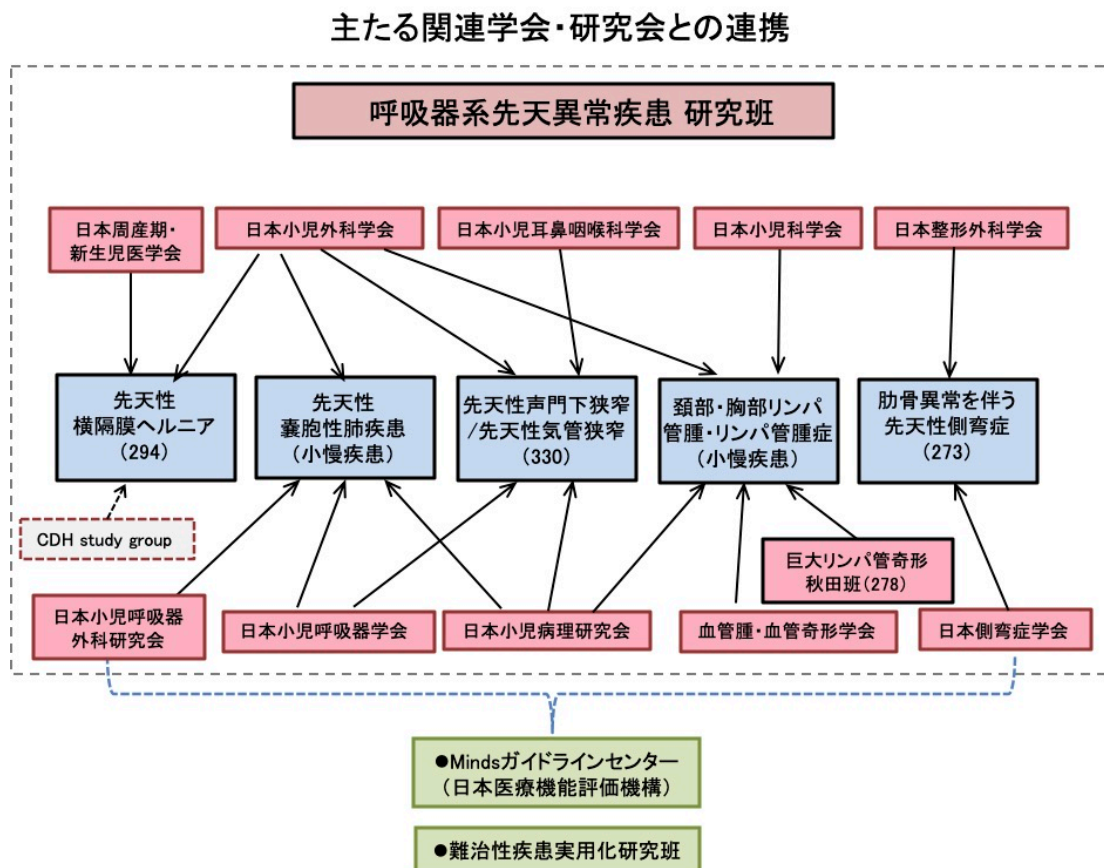 主たる関連学会・研究会との連携
呼吸器系先天異常疾患 研究班
日本周産期・
新生児医学会
日本小児外科学会
日本小児耳鼻咽喉科学会
日本小児科学会
日本整形外科学会
先天性
横隔膜ヘルニア
(294)
先天性
嚢胞性肺疾患
(小慢疾患)
先天性声門下狭窄
/先天性気管狭窄
(330)
頚部・胸部リンパ
管腫・リンパ管腫症
(小慢疾患)
肋骨異常を伴う
先天性側弯症
(273)
CDH study group
巨大リンパ管奇形
秋田班(278)
日本小児呼吸器
外科研究会
日本小児呼吸器学会
日本小児病理研究会
血管腫・血管奇形学会
日本側弯症学会
●Mindsガイドラインセンター
（日本医療機能評価機構）
●難治性疾患実用化研究班